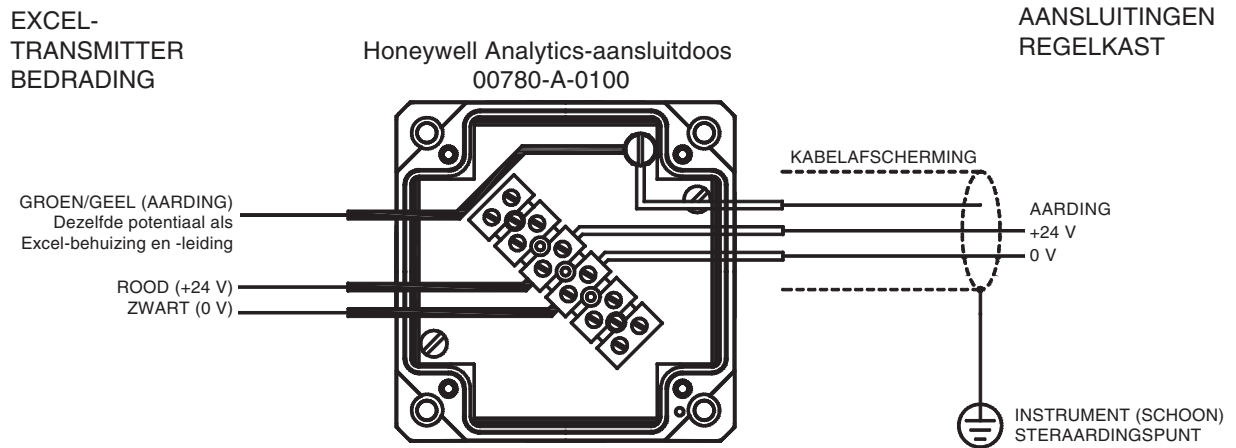 EXCEL-
TRANSMITTER
BEDRADING
Honeywell Analytics-aansluitdoos
00780-A-0100
AANSLUITINGEN
REGELKAST
KABELAFSCHERMING
GROEN/GEEL (AARDING)
Dezelfde potentiaal als
Excel-behuizing en -leiding
ROOD (+24 V)
ZWART (0 V)
AARDING
+24 V
0 V
INSTRUMENT (SCHOON)
STERAARDINGSPUNT